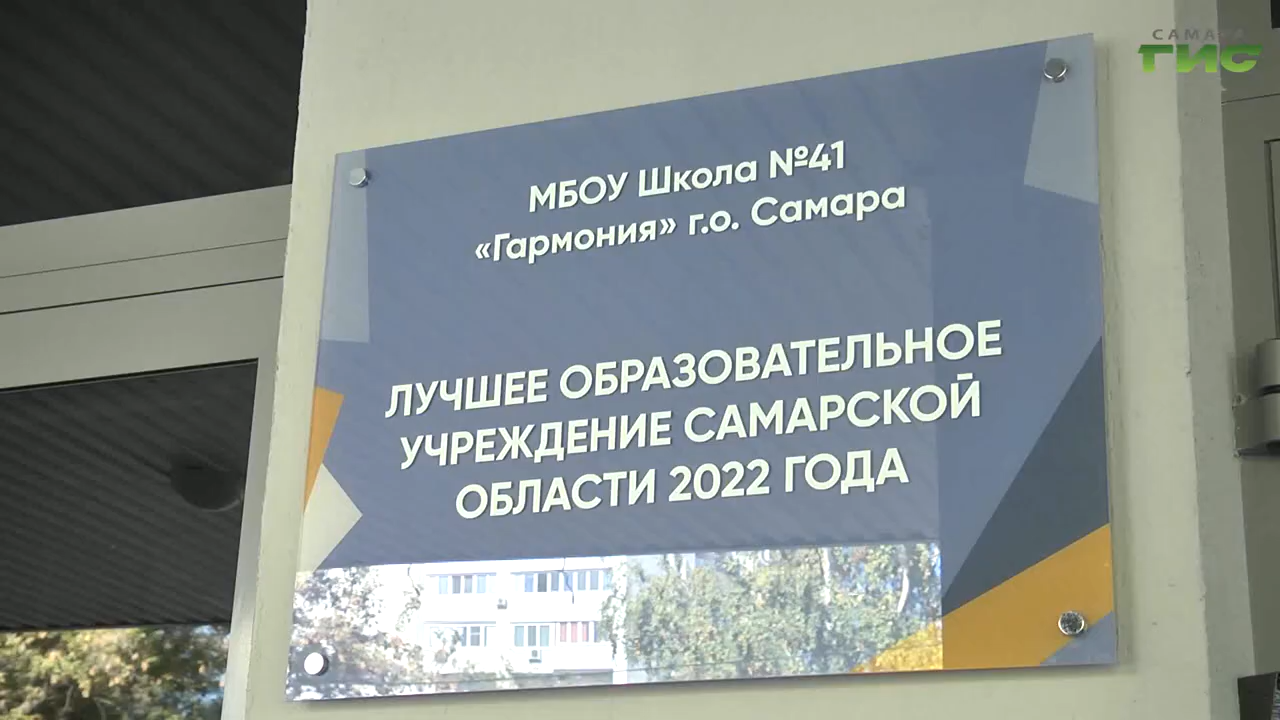 САМАРА
ГИС
МБОУ Школа №41
«Гармония» г.о. Самара
ЛУЧШЕЕ ОБРАЗОВАТЕЛЬНОЕ
УЧРЕЖДЕНИЕ САМАРСКОЙ
ОБЛАСТИ 2022 ГОДА